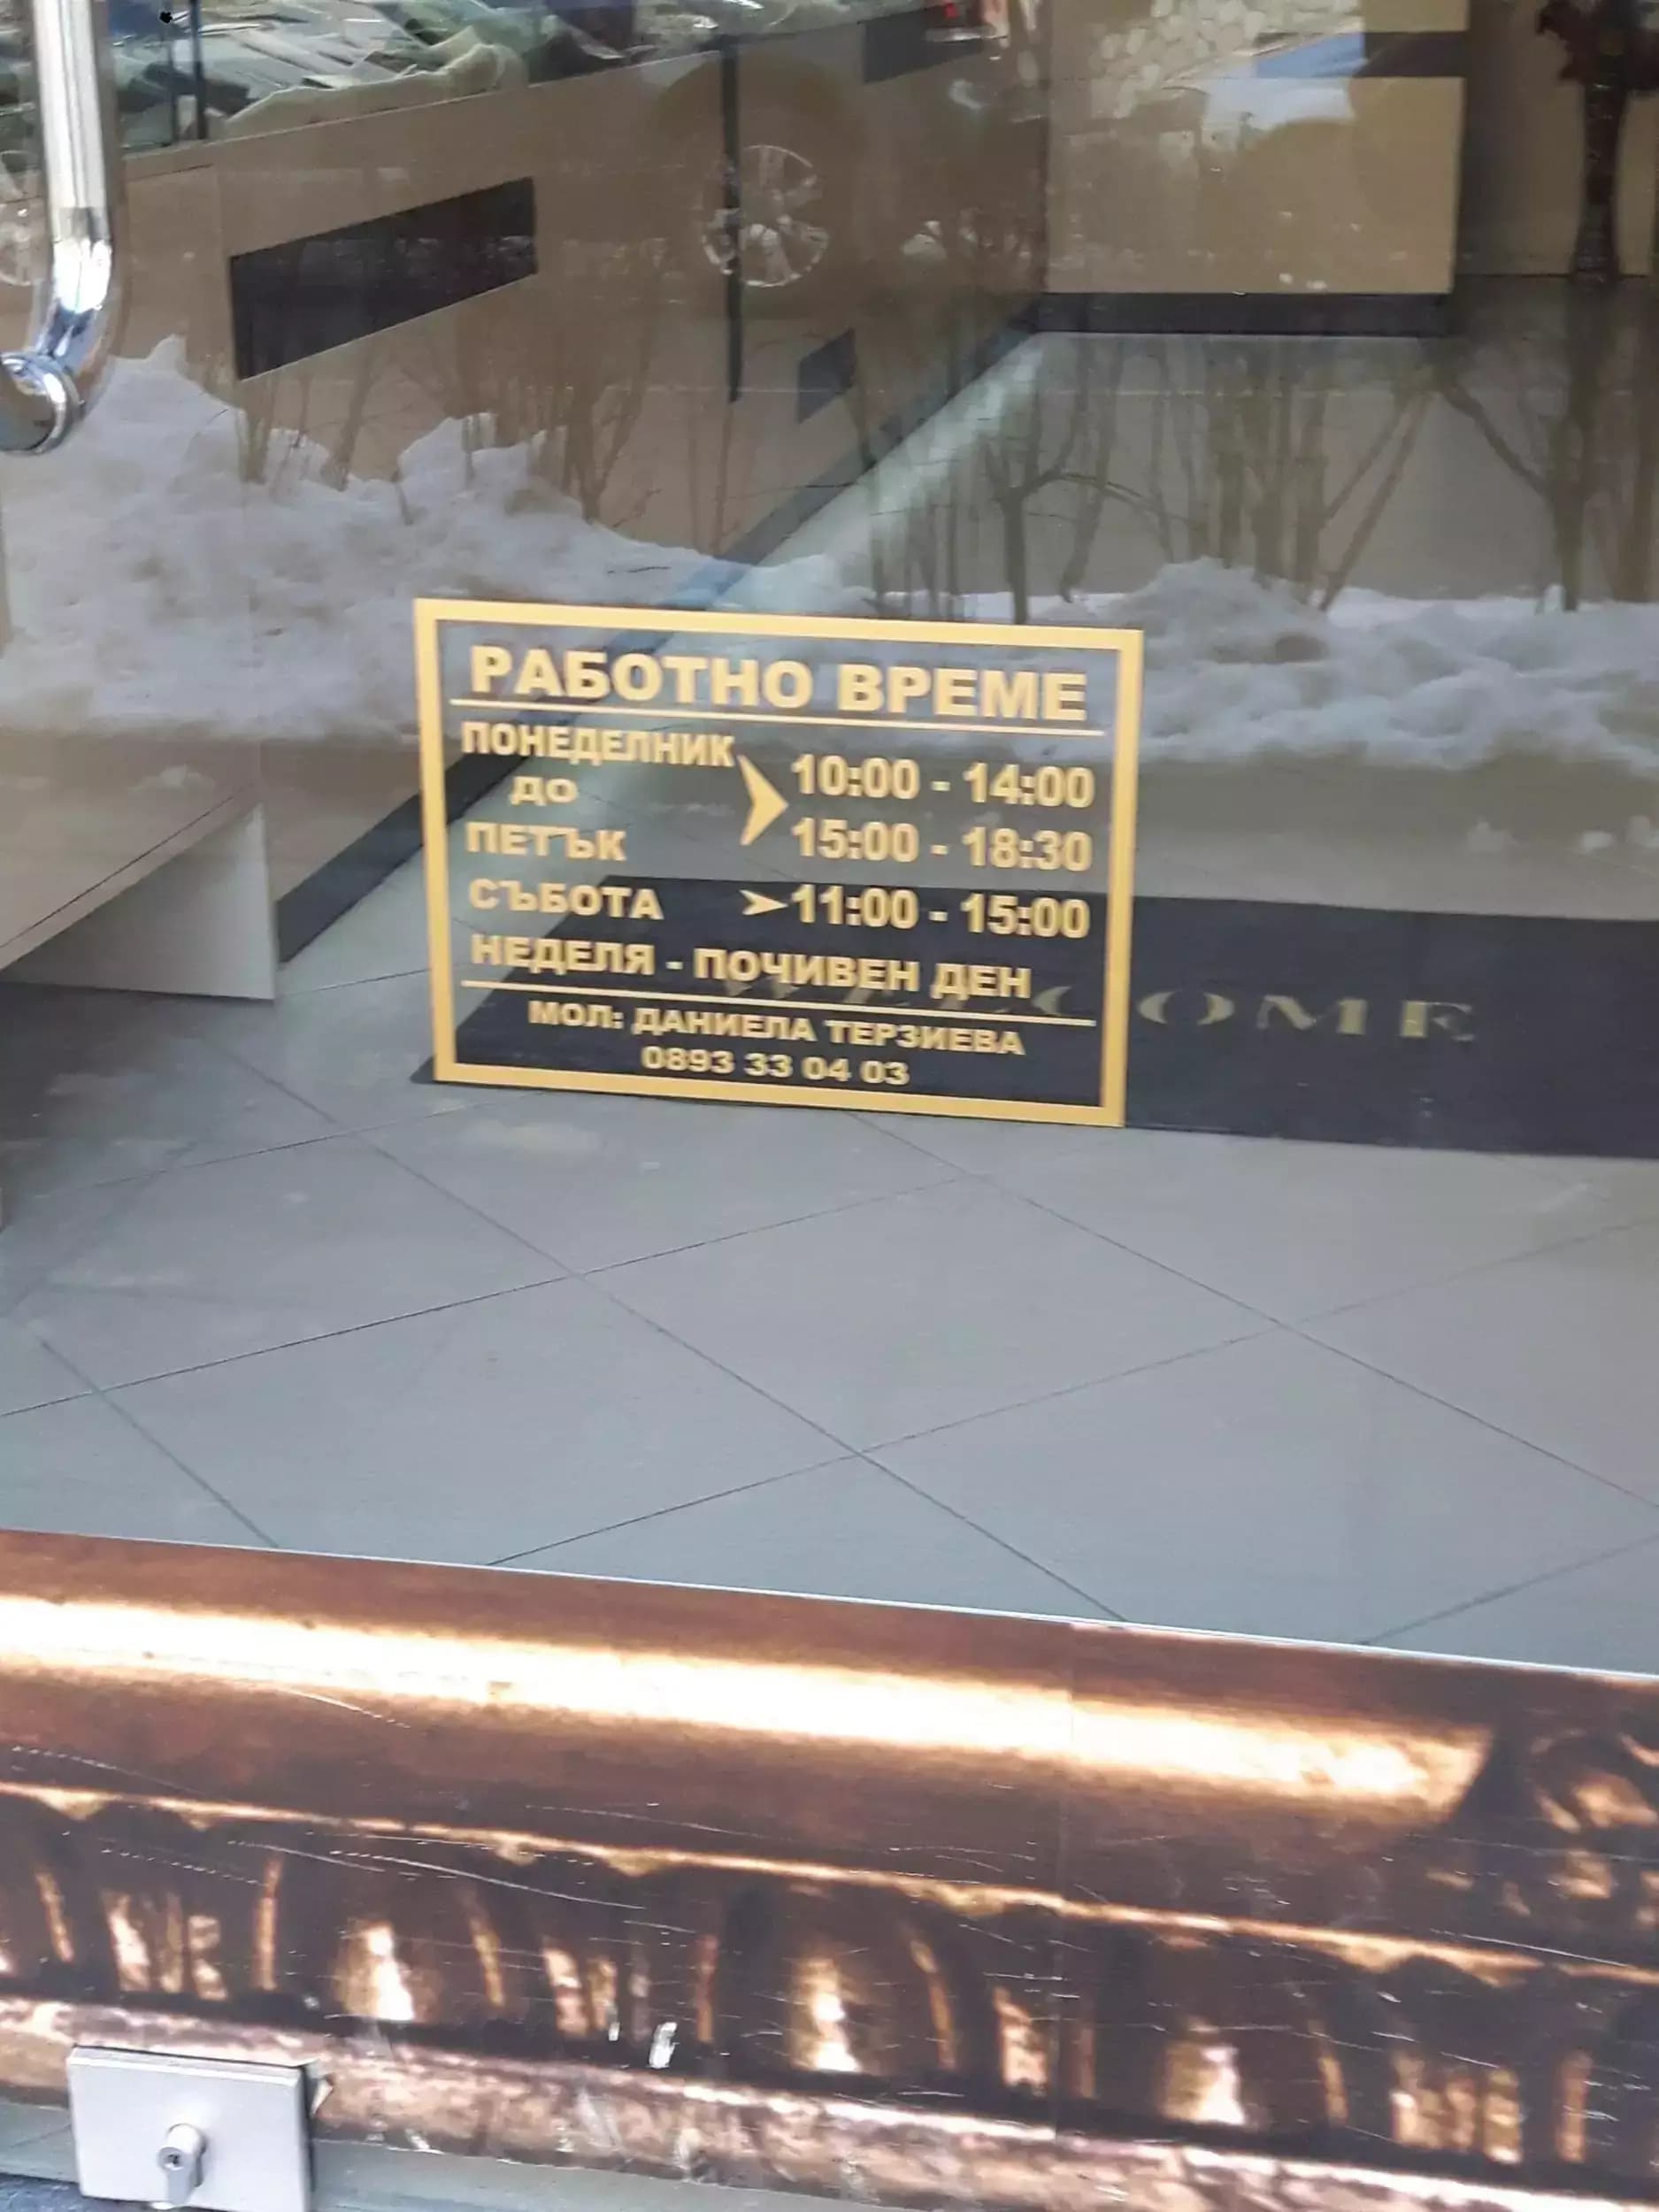 РАБОТНО ВРЕМЕ
ПОНЕДЕЛНИК
ДО
ПЕТЪК
10:00 - 14:00
15:00 - 18:30
СЪБОТА ➢ 11:00 - 15:00
НЕДЕЛЯ - ПОЧИВЕН ДЕН
МОЛ: ДАНИЕЛА ТЕРЗИЕВА
0893 33 04 03
WELCOME